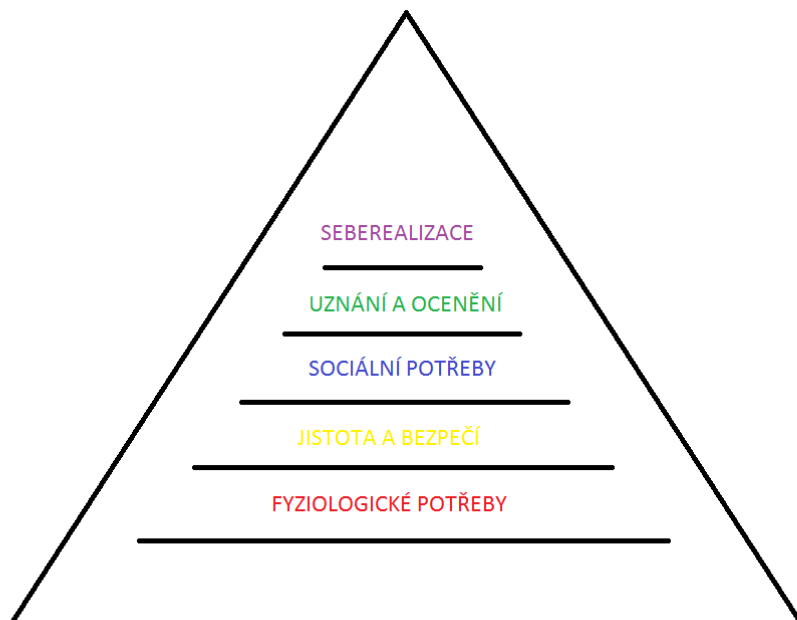 SEBEREALIZACE
UZNÁNÍ A OCENĚNÍ
SOCIÁLNÍ POTŘEBY
JISTOTA A BEZPEČÍ
FYZIOLOGICKÉ POTŘEBY